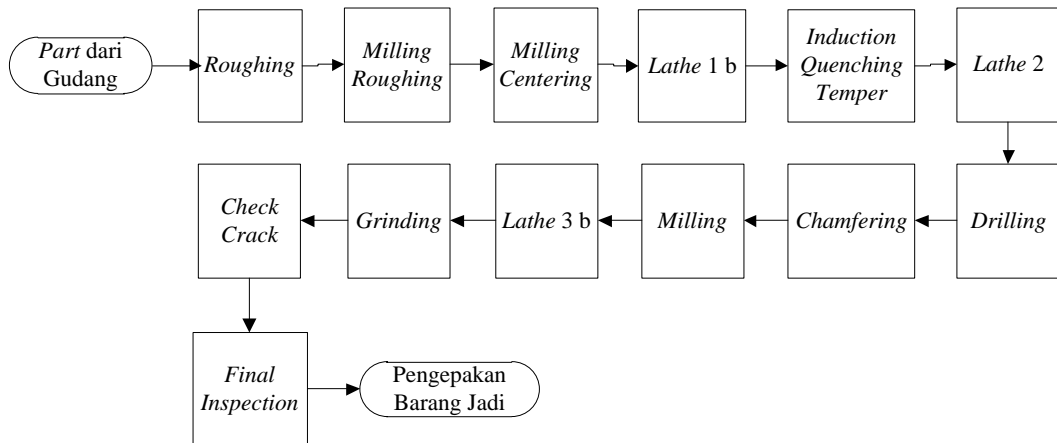 Part dari
Gudang
Roughing
Milling
Roughing
Milling
Centering
Lathe 1 b
Induction
Quenching
Temper
Lathe 2
Drilling
Chamfering
Milling
Lathe 3 b
Grinding
Check
Crack
Final
Inspection
Pengepakan
Barang Jadi